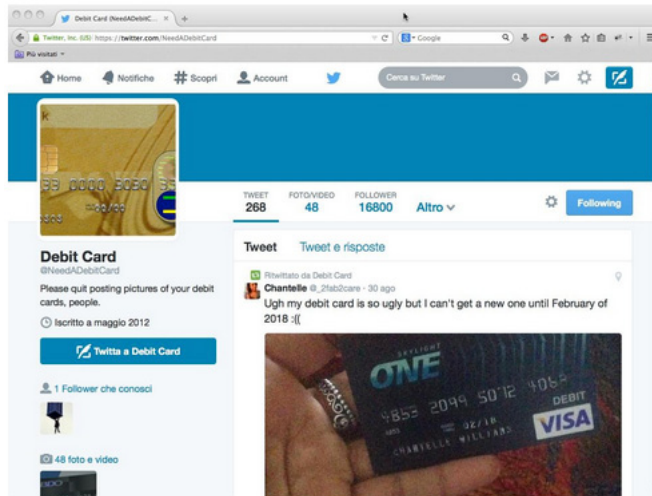 Debit Card (NeedADebitC...
Twitter, Inc. (US) https://twitter.com/NeedADebitCard
Google
Più visitati
Home Notifiche Scopri Account
Cerca su Twitter
TWEET FOTO/VIDEO FOLLOWER
268 48 16800 Altro
Following
Debit Card
@NeedADebitCard
Please quit posting pictures of your debit
cards, people.
Iscritto a maggio 2012
Twitta a Debit Card
1 Follower che conosci
48 foto e video
Tweet Tweet e risposte
Ritwittato da Debit Card
Chantelle @_2fab2care · 30 ago
Ugh my debit card is so ugly but I can't get a new one until February of
2018 :((
SKYLIGHT
ONE
[card number omitted]
DEBIT
VISA